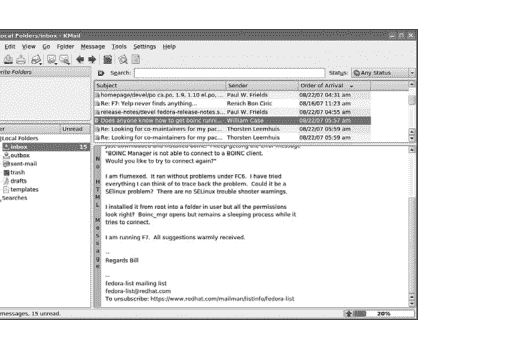 Local Folders/inbox - KMail
Edit View Go Folder Message Tools Settings Help
Search: Status: Any Status
Favorite Folders
Subject Sender Order of Arrival
homepage/devel/po ca.po, 1.9, 1.10 el.po, ... Paul W. Frields 08/22/07 04:31 am
Re: F7: Yelp never finds anything... Renich Bon Ciric 08/18/07 11:23 am
release-notes/devel fedora-release-notes.s... Paul W. Frields 08/22/07 04:55 am
Does anyone know how to get boinc runni... William Case 08/22/07 05:57 am
Re: Looking for co-maintainers for my pac... Thorsten Leemhuis 08/22/07 05:59 am
Re: Looking for co-maintainers for my pac... Thorsten Leemhuis 08/22/07 05:55 am
Unread
Local Folders
inbox 15
outbox
sent-mail
trash
drafts
templates
Searches
"BOINC Manager is not able to connect to a BOINC client.
Would you like to try to connect again?"
I am flumexed. It ran without problems under FC6. I have tried
everything I can think of to trace back the problem. Could it be a
SELinux problem? There are no SELinux trouble shooter warnings.
I installed it from root into a folder in user but all the permissions
look right? Boinc_mgr opens but remains a sleeping process while it
tries to connect.
I am running F7. All suggestions warmly received.
--
Regards Bill
--
fedora-list mailing list
fedora-list@redhat.com
To unsubscribe: https://www.redhat.com/mailman/listinfo/fedora-list
messages, 15 unread. 20%